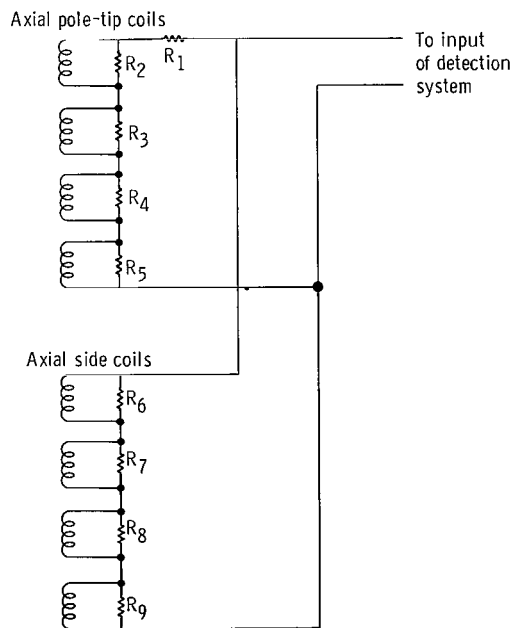 Axial pole-tip coils
R1
R2
R3
R4
R5
To input
of detection
system
Axial side coils
R6
R7
R8
R9